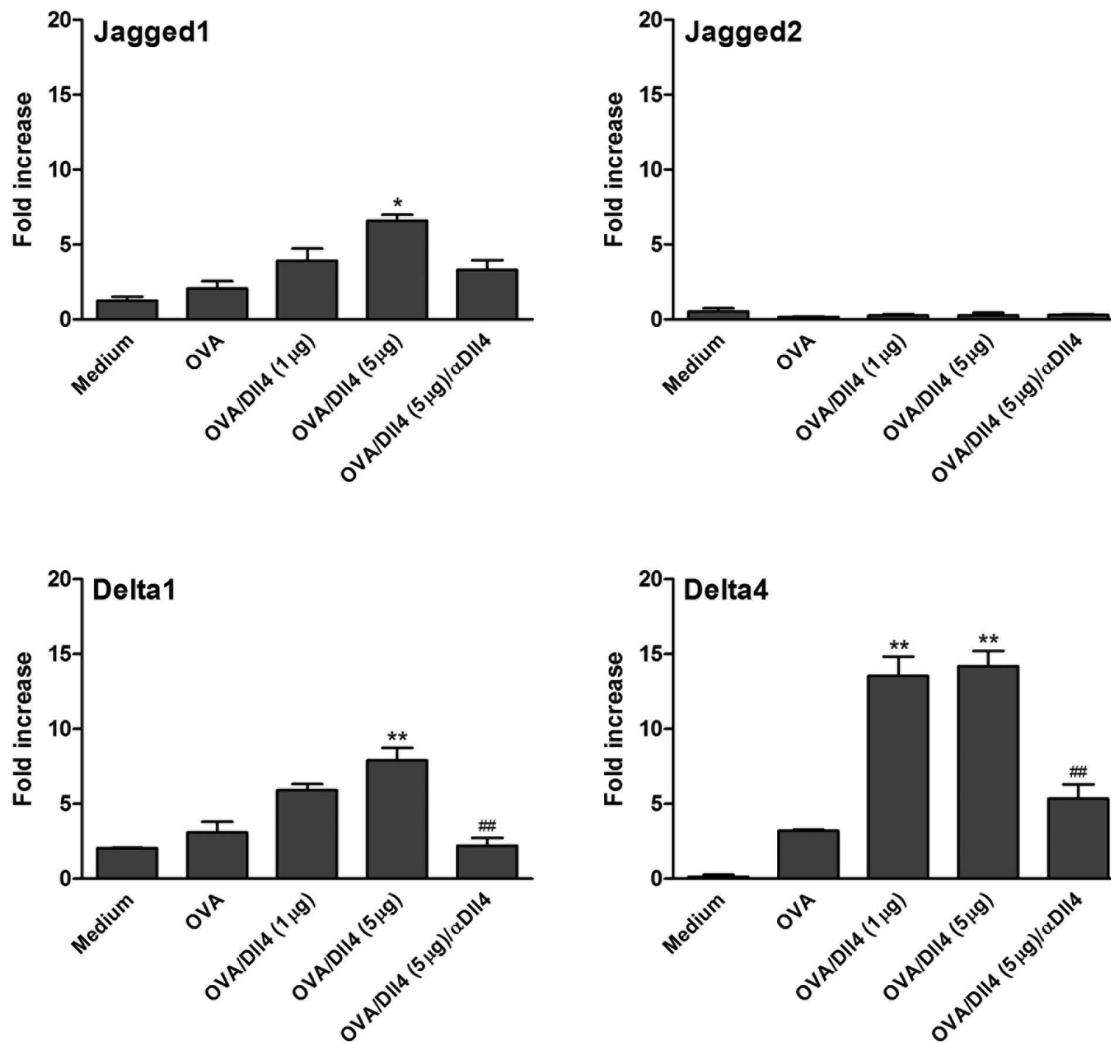 Jagged1
Fold increase
20
15
10
5
0
*
Medium
OVA
OVA/Dll4 (1μg)
OVA/Dll4 (5μg)
OVA/Dll4 (5μg)/αDll4
Jagged2
Fold increase
20
15
10
5
0
Medium
OVA
OVA/Dll4 (1μg)
OVA/Dll4 (5μg)
OVA/Dll4 (5μg)/αDll4
Delta1
Fold increase
20
15
10
5
0
**
##
Medium
OVA
OVA/Dll4 (1μg)
OVA/Dll4 (5μg)
OVA/Dll4 (5μg)/αDll4
Delta4
Fold increase
20
15
10
5
0
**
**
##
Medium
OVA
OVA/Dll4 (1μg)
OVA/Dll4 (5μg)
OVA/Dll4 (5μg)/αDll4